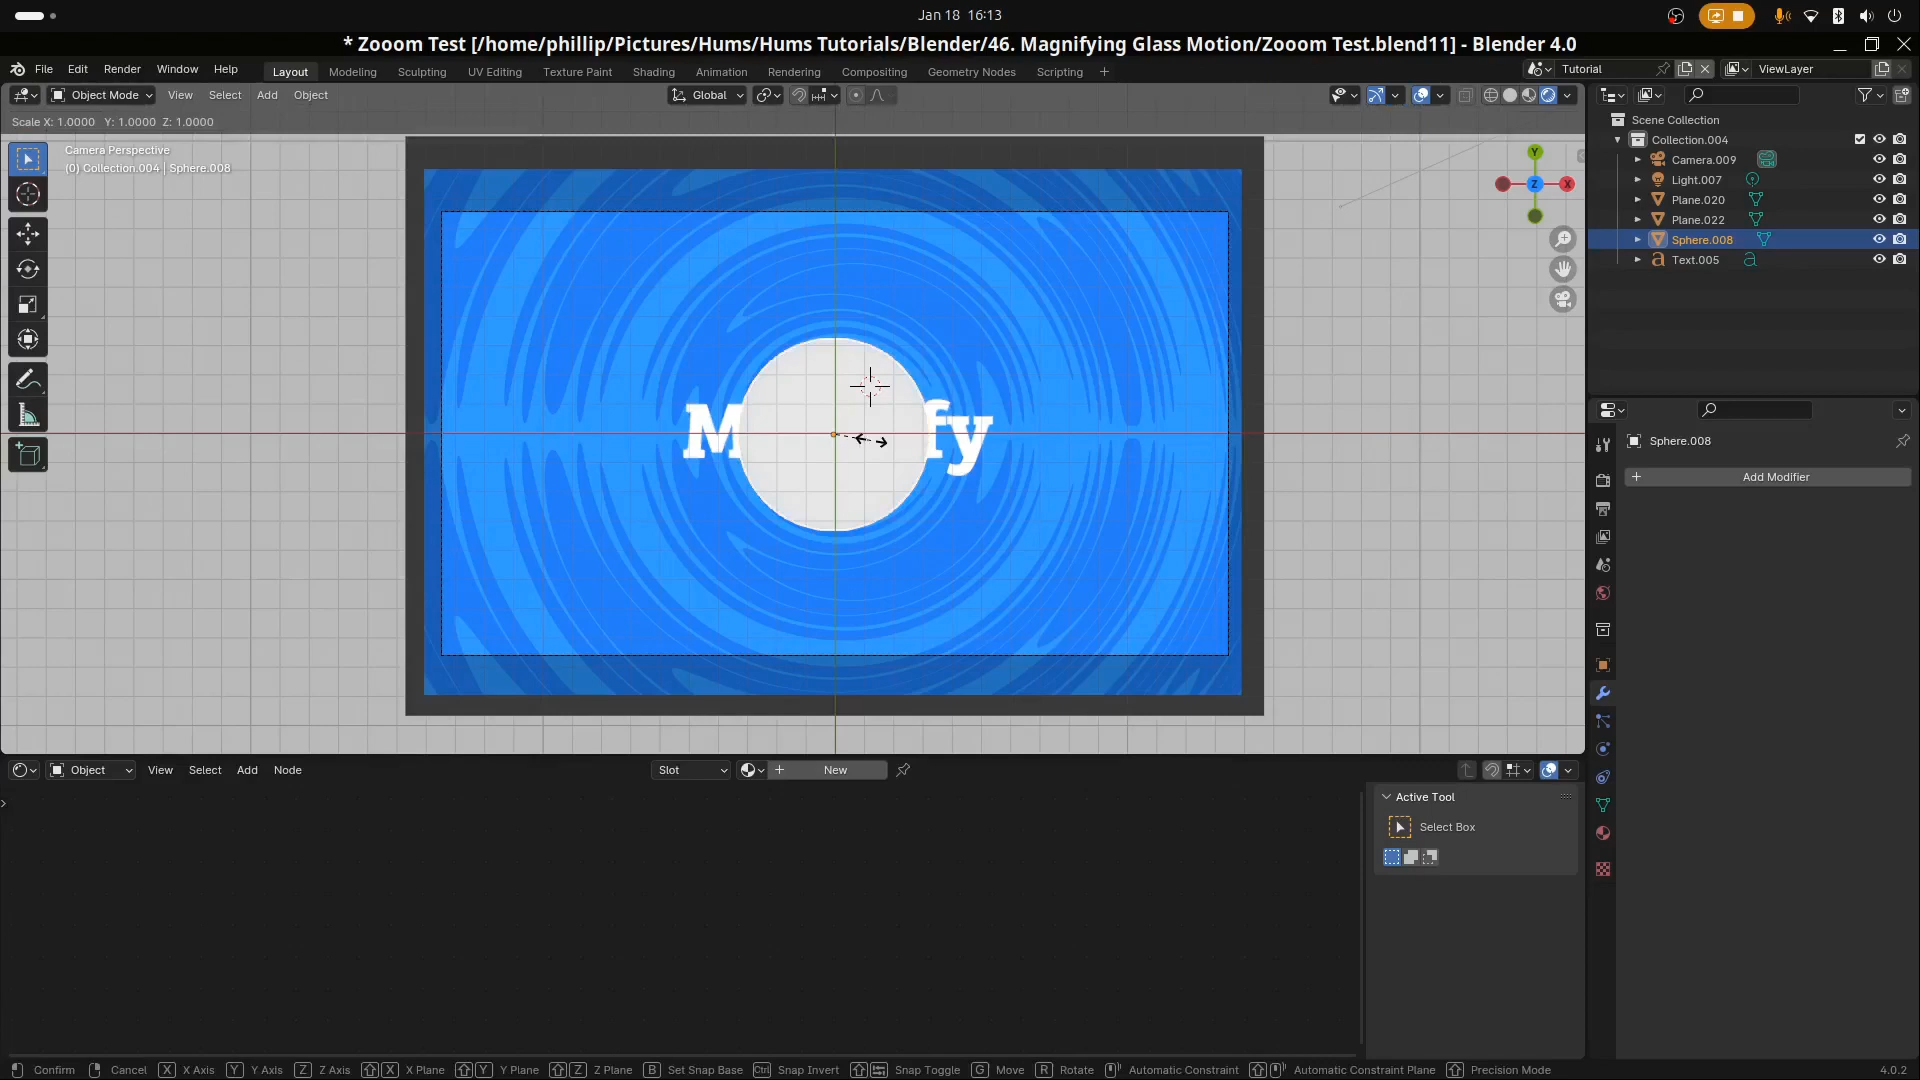 Jan 18 16:13
* Zooom Test [/home/phillip/Pictures/Hums/Hums Tutorials/Blender/46. Magnifying Glass Motion/Zooom Test.blend11] - Blender 4.0
File Edit Render Window Help Layout Modeling Sculpting UV Editing Texture Paint Shading Animation Rendering Compositing Geometry Nodes Scripting + Tutorial ViewLayer
Object Mode View Select Add Object Global
Scale X: 1.0000 Y: 1.0000 Z: 1.0000
Camera Perspective
(0) Collection.004 | Sphere.008
Y
Z X
M fy
Scene Collection
Collection.004
Camera.009
Light.007
Plane.020
Plane.022
Sphere.008
Text.005
Sphere.008
+ Add Modifier
Object View Select Add Node Slot + New
Active Tool
Select Box
Confirm Cancel X X Axis Y Y Axis Z Z Axis X X Plane Y Y Plane Z Z Plane B Set Snap Base Ctrl Snap Invert Snap Toggle G Move R Rotate Automatic Constraint Automatic Constraint Plane Precision Mode 4.0.2